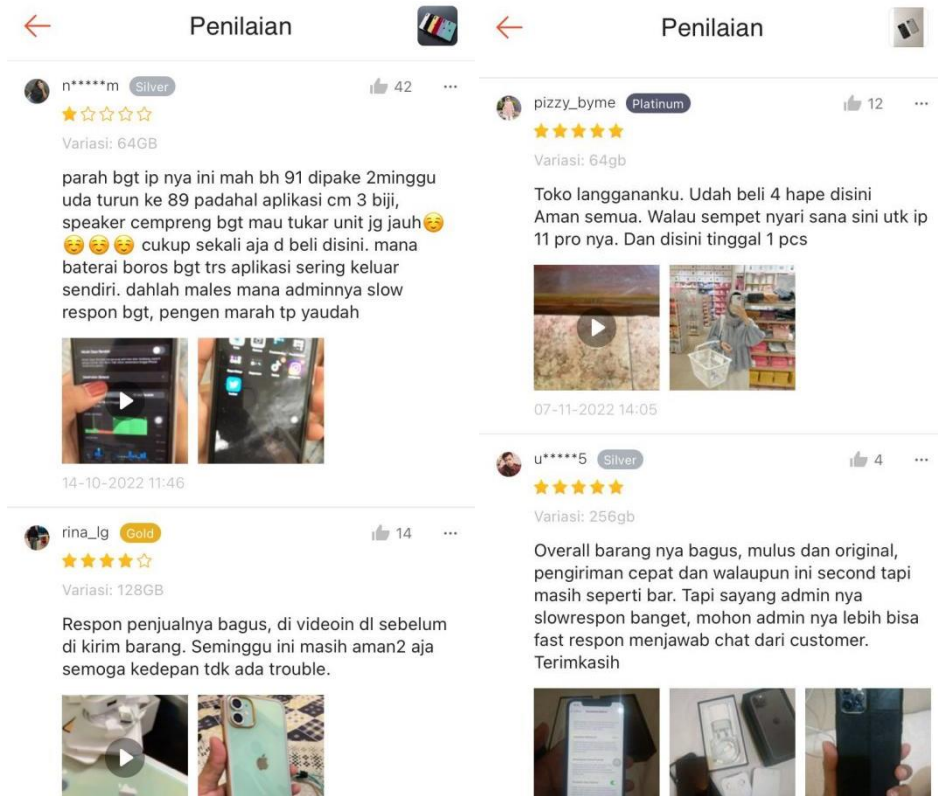 Penilaian
n*****m Silver
42
Variasi: 64GB
parah bgt ip nya ini mah bh 91 dipake 2minggu
uda turun ke 89 padahal aplikasi cm 3 biji,
speaker cempreng bgt mau tukar unit jg jauh☺️
☺️☺️☺️ cukup sekali aja d beli disini. mana
baterai boros bgt trs aplikasi sering keluar
sendiri. dahlah males mana adminnya slow
respon bgt, pengen marah tp yaudah
14-10-2022 11:46
rina_lg Gold
14
Variasi: 128GB
Respon penjualnya bagus, di videoin dl sebelum
di kirim barang. Seminggu ini masih aman2 aja
semoga kedepan tdk ada trouble.
Penilaian
pizzy_byme Platinum
12
Variasi: 64gb
Toko langgananku. Udah beli 4 hape disini
Aman semua. Walau sempet nyari sana sini utk ip
11 pro nya. Dan disini tinggal 1 pcs
07-11-2022 14:05
u*****5 Silver
4
Variasi: 256gb
Overall barang nya bagus, mulus dan original,
pengiriman cepat dan walaupun ini second tapi
masih seperti bar. Tapi sayang admin nya
slowrespon banget, mohon admin nya lebih bisa
fast respon menjawab chat dari customer.
Terimkasih